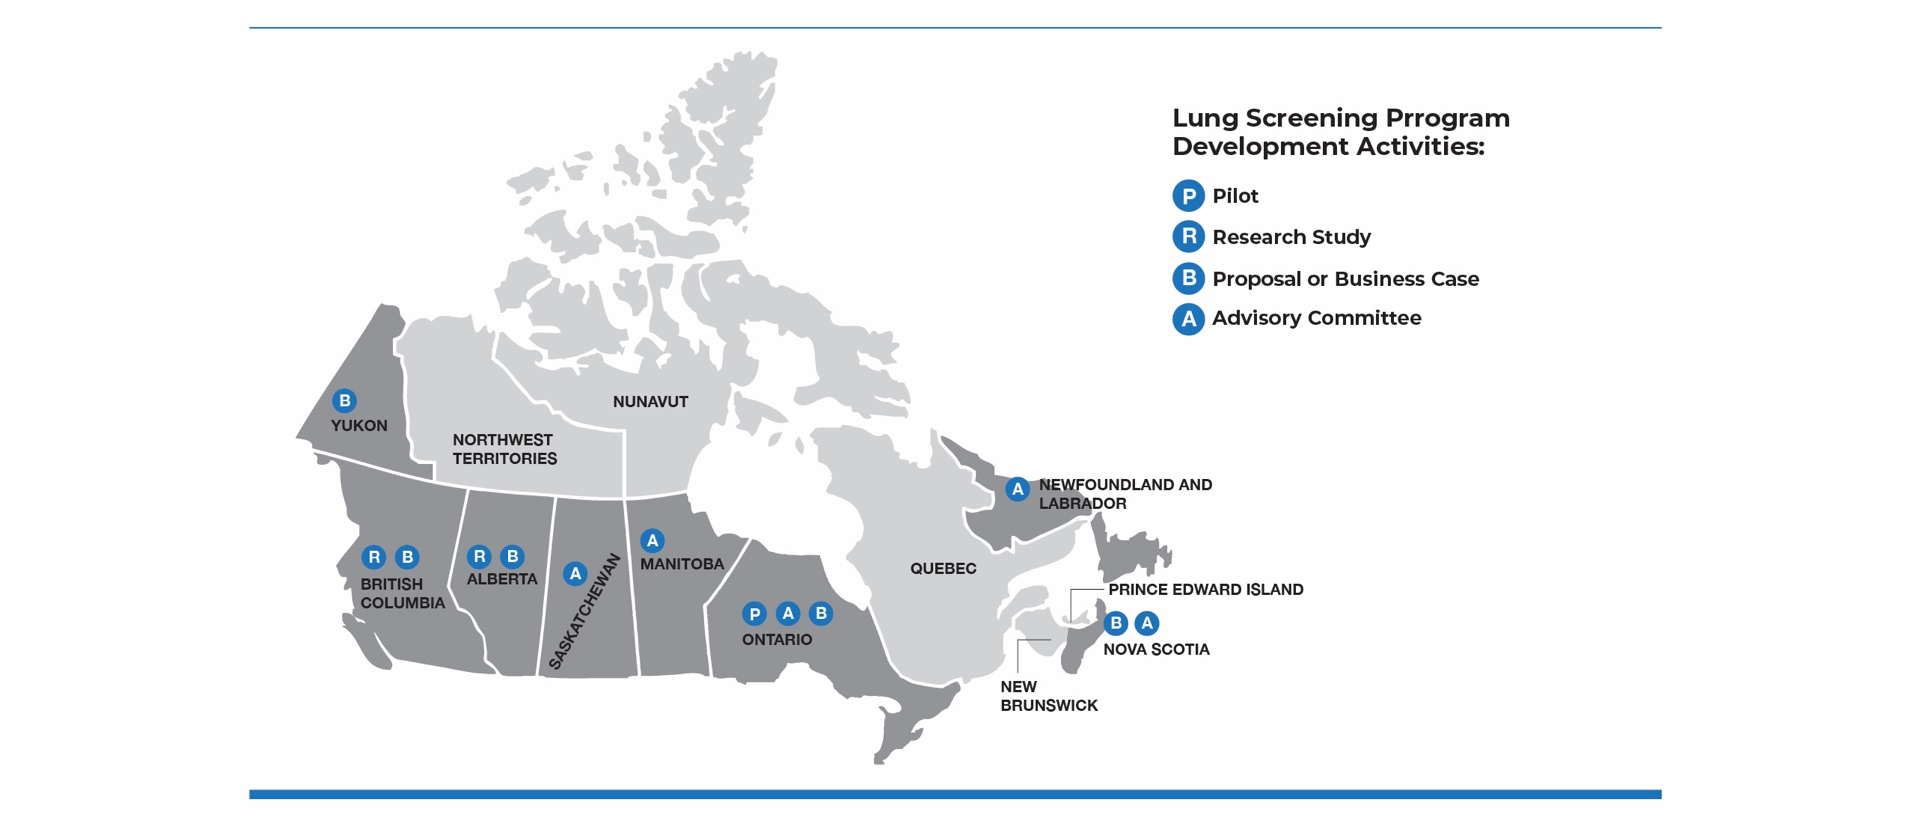 Lung Screening Prrogram
Development Activities:
P Pilot
R Research Study
B Proposal or Business Case
A Advisory Committee
B
YUKON
NORTHWEST
TERRITORIES
NUNAVUT
R B
BRITISH
COLUMBIA
R B
ALBERTA
A
SASKATCHEWAN
A
MANITOBA
P A B
ONTARIO
QUEBEC
A NEWFOUNDLAND AND
LABRADOR
PRINCE EDWARD ISLAND
B A
NOVA SCOTIA
NEW
BRUNSWICK